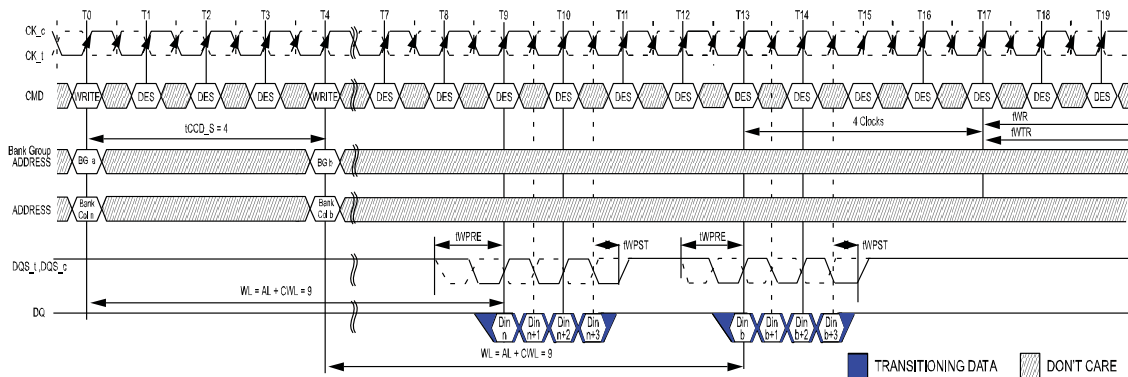 T0 T1 T2 T3 T4 T7 T8 T9 T10 T11 T12 T13 T14 T15 T16 T17 T18 T19
CK_c
CK_t
CMD WRITE DES DES DES WRITE DES DES DES DES DES DES DES DES DES DES DES DES DES
tCCD_S = 4
4 Clocks
tWR
tWTR
Bank Group
ADDRESS
BG a
BG b
ADDRESS
Bank
Col n
Bank
Col b
tWPRE
tWPST
tWPRE
tWPST
DQS_t ,DQS_c
WL = AL + CWL = 9
DQ
Din
n
Din
n+1
Din
n+2
Din
n+3
Din
b
Din
b+1
Din
b+2
Din
b+3
WL = AL + CWL = 9
TRANSITIONING DATA
DON'T CARE